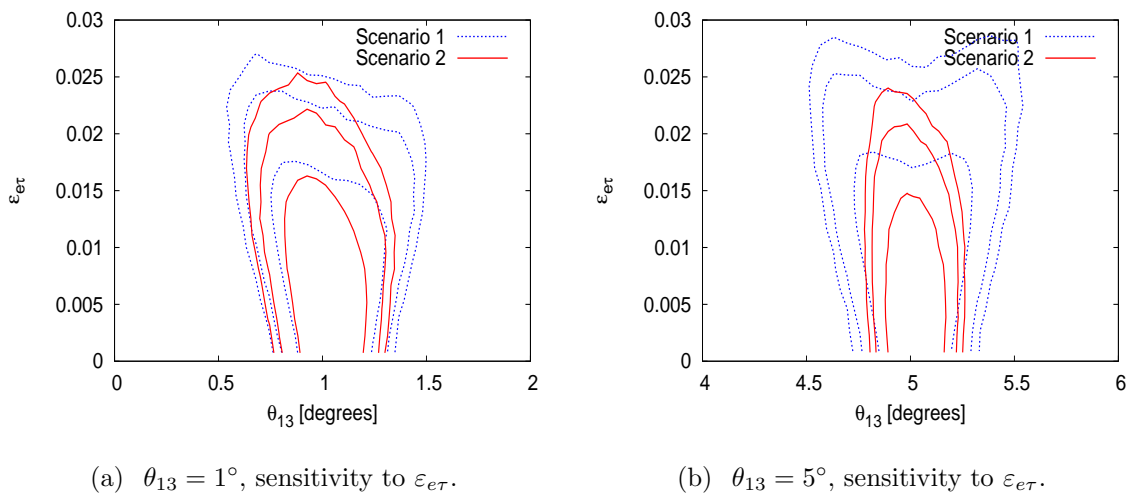 0.03
0.025
0.02
0.015
0.01
0.005
0
εeτ
0 0.5 1 1.5 2
θ13 [degrees]
Scenario 1
Scenario 2
(a) θ13 = 1°, sensitivity to εeτ.
0.03
0.025
0.02
0.015
0.01
0.005
0
εeτ
4 4.5 5 5.5 6
θ13 [degrees]
Scenario 1
Scenario 2
(b) θ13 = 5°, sensitivity to εeτ.